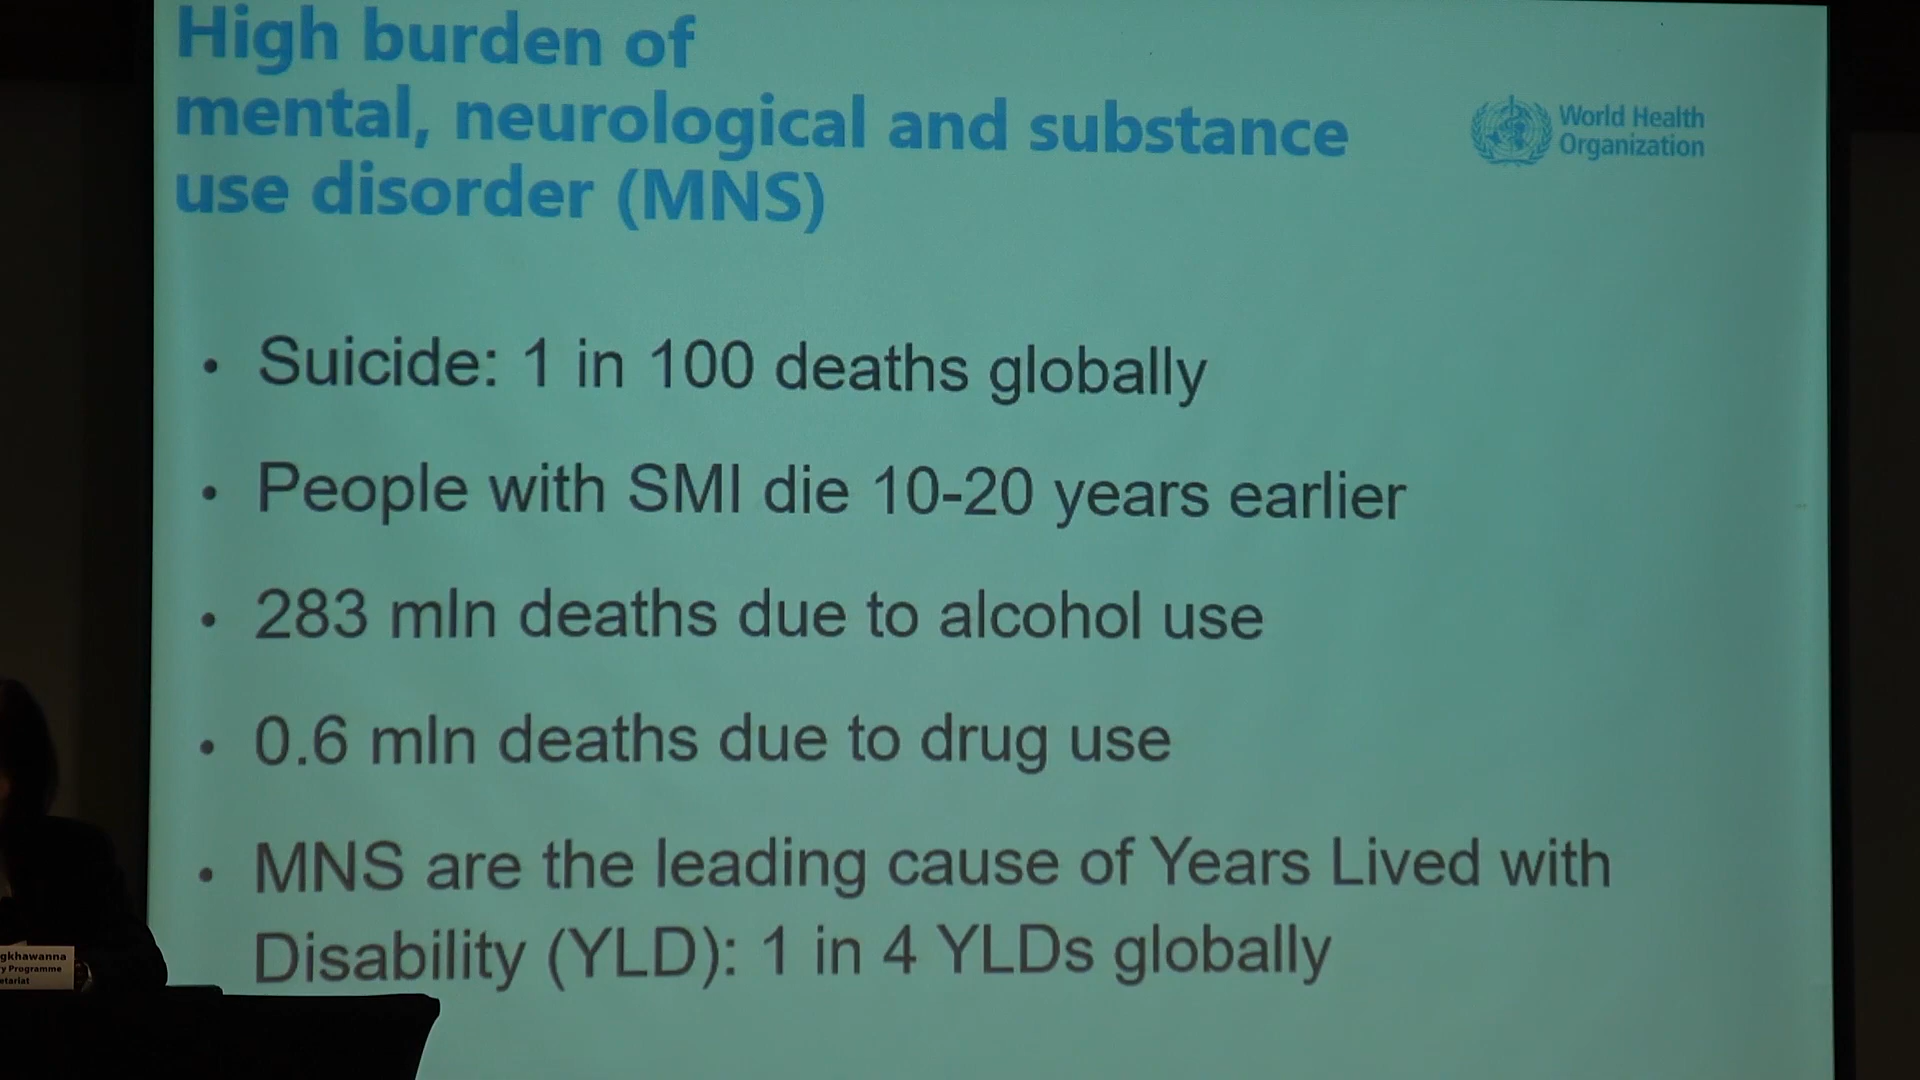 High burden of
mental, neurological and substance
use disorder (MNS)
World Health
Organization
• Suicide: 1 in 100 deaths globally
• People with SMI die 10-20 years earlier
• 283 mln deaths due to alcohol use
• 0.6 mln deaths due to drug use
• MNS are the leading cause of Years Lived with
Disability (YLD): 1 in 4 YLDs globally
gkhawanna
y Programme
etariat